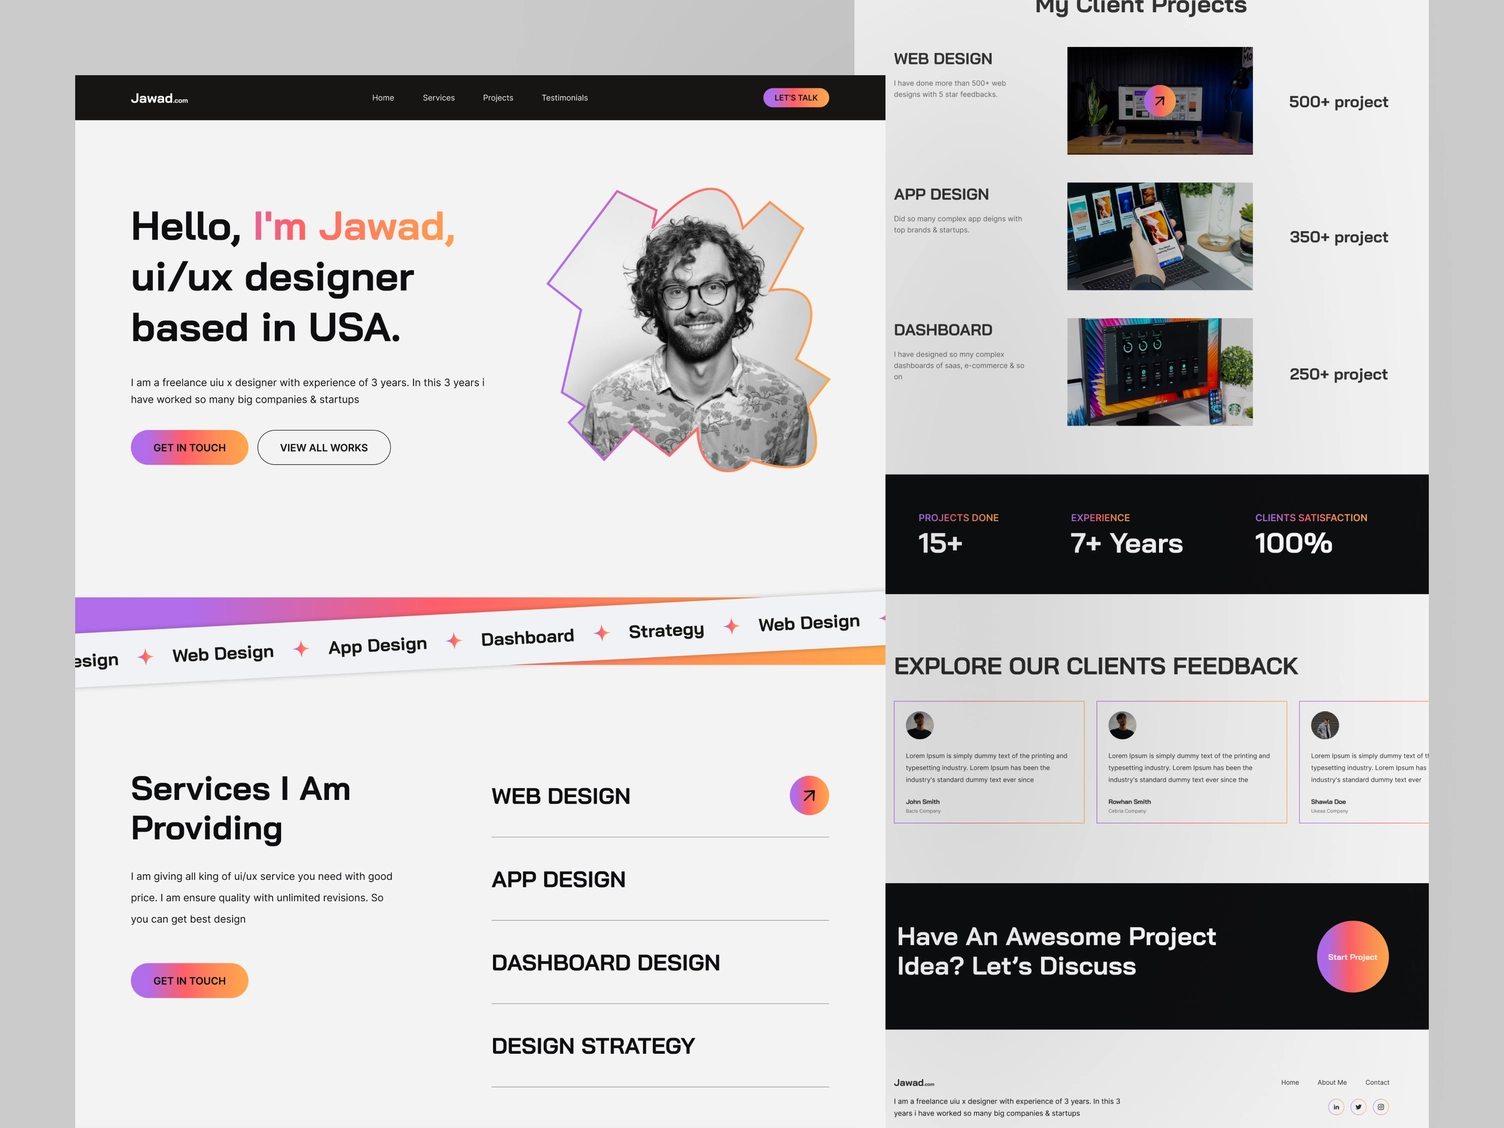 Jawad.com
Home
Services
Projects
Testimonials
LET'S TALK
Hello, I'm Jawad,
ui/ux designer
based in USA.
I am a freelance uiu x designer with experience of 3 years. In this 3 years i
have worked so many big companies & startups
GET IN TOUCH
VIEW ALL WORKS
esign
Web Design
App Design
Dashboard
Strategy
Web Design
Services I Am
Providing
I am giving all king of ui/ux service you need with good
price. I am ensure quality with unlimited revisions. So
you can get best design
GET IN TOUCH
WEB DESIGN
APP DESIGN
DASHBOARD DESIGN
DESIGN STRATEGY
My Client Projects
WEB DESIGN
I have done more than 500+ web
designs with 5 star feedbacks.
500+ project
APP DESIGN
Did so many complex app deigns with
top brands & startups.
350+ project
DASHBOARD
I have designed so mny complex
dashboards of saas, e-commerce & so
on
250+ project
PROJECTS DONE
15+
EXPERIENCE
7+ Years
CLIENTS SATISFACTION
100%
EXPLORE OUR CLIENTS FEEDBACK
Lorem Ipsum is simply dummy text of the printing and
typesetting industry. Lorem Ipsum has been the
industry's standard dummy text ever since
John Smith
Bacis Company
Lorem Ipsum is simply dummy text of the printing and
typesetting industry. Lorem Ipsum has been the
industry's standard dummy text ever since the
Rowhan Smith
Cebria Company
Lorem Ipsum is simply dummy text of th
typesetting industry. Lorem Ipsum has
industry's standard dummy text ever
Shawla Doe
Company
Have An Awesome Project
Idea? Let's Discuss
Start Project
Jawad.com
I am a freelance uiu x designer with experience of 3 years. In this 3
years i have worked so many big companies & startups
Home
About Me
Contact